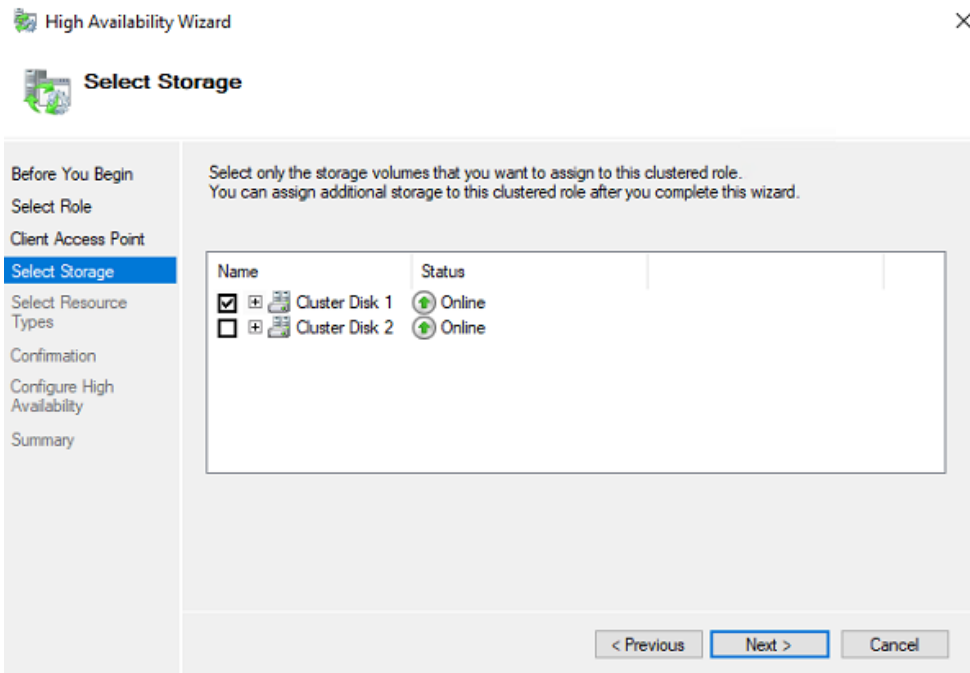 High Availability Wizard
Select Storage
Before You Begin
Select Role
Client Access Point
Select Storage
Select Resource
Types
Confirmation
Configure High
Availability
Summary
Select only the storage volumes that you want to assign to this clustered role.
You can assign additional storage to this clustered role after you complete this wizard.
Name Status
Cluster Disk 1 Online
Cluster Disk 2 Online
< Previous Next > Cancel